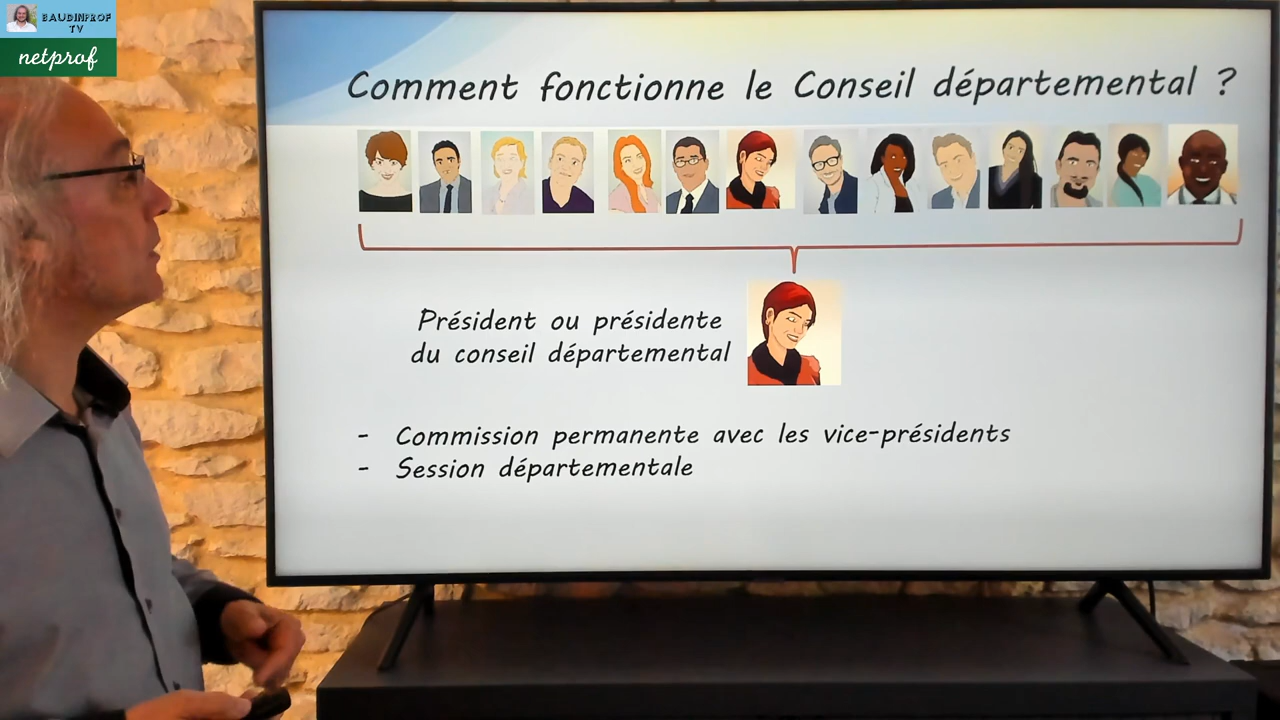 BAUDINPROF
TV
netprof
Comment fonctionne le Conseil départemental ?
Président ou présidente
du conseil départemental
- Commission permanente avec les vice-présidents
- Session départementale